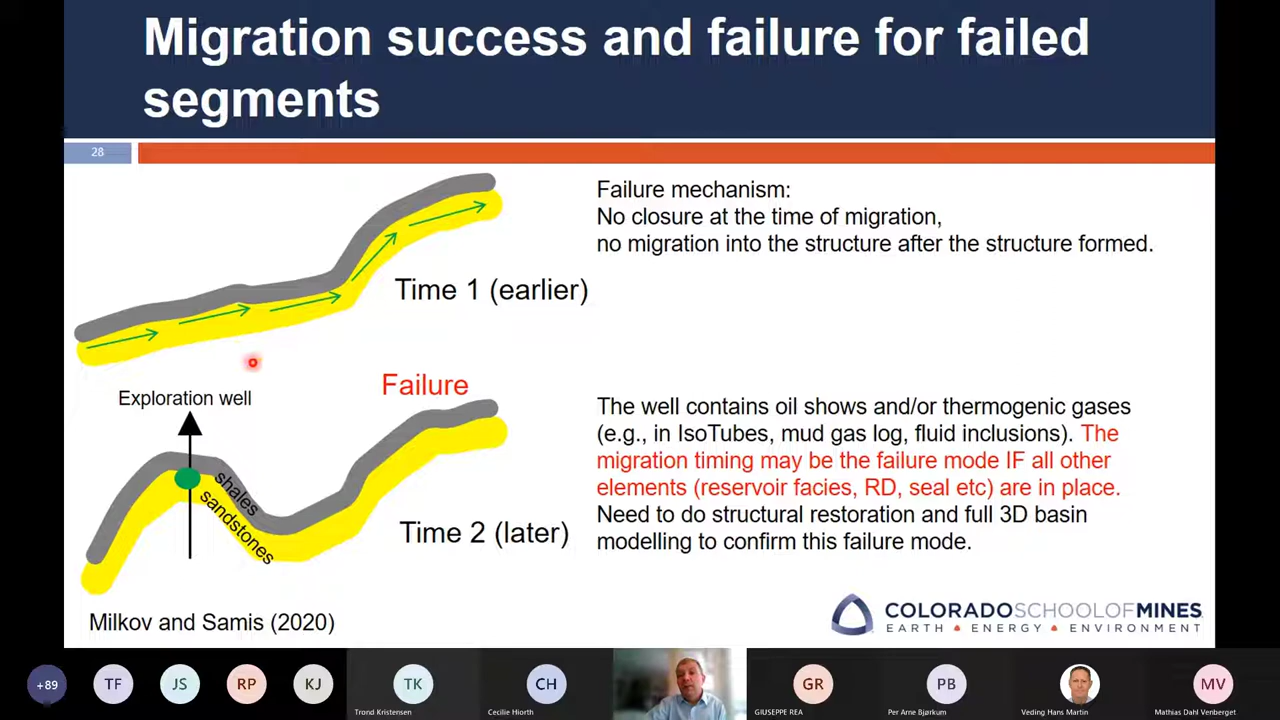 Migration success and failure for failed
segments
28
Failure mechanism:
No closure at the time of migration,
no migration into the structure after the structure formed.
Time 1 (earlier)
Failure
Exploration well
shales
sandstones
Time 2 (later)
The well contains oil shows and/or thermogenic gases
(e.g., in IsoTubes, mud gas log, fluid inclusions). The
migration timing may be the failure mode IF all other
elements (reservoir facies, RD, seal etc) are in place.
Need to do structural restoration and full 3D basin
modelling to confirm this failure mode.
Milkov and Samis (2020)
COLORADOSCHOOLOFMINES
EARTH ENERGY ENVIRONMENT
+89
TF
JS
RP
KJ
TK
Trond Kristensen
CH
Cecilie Hiorth
GR
GIUSEPPE REA
PB
Per Arne Bjørkum
Veding Hans Martin
MV
Mathias Dahl Venberget